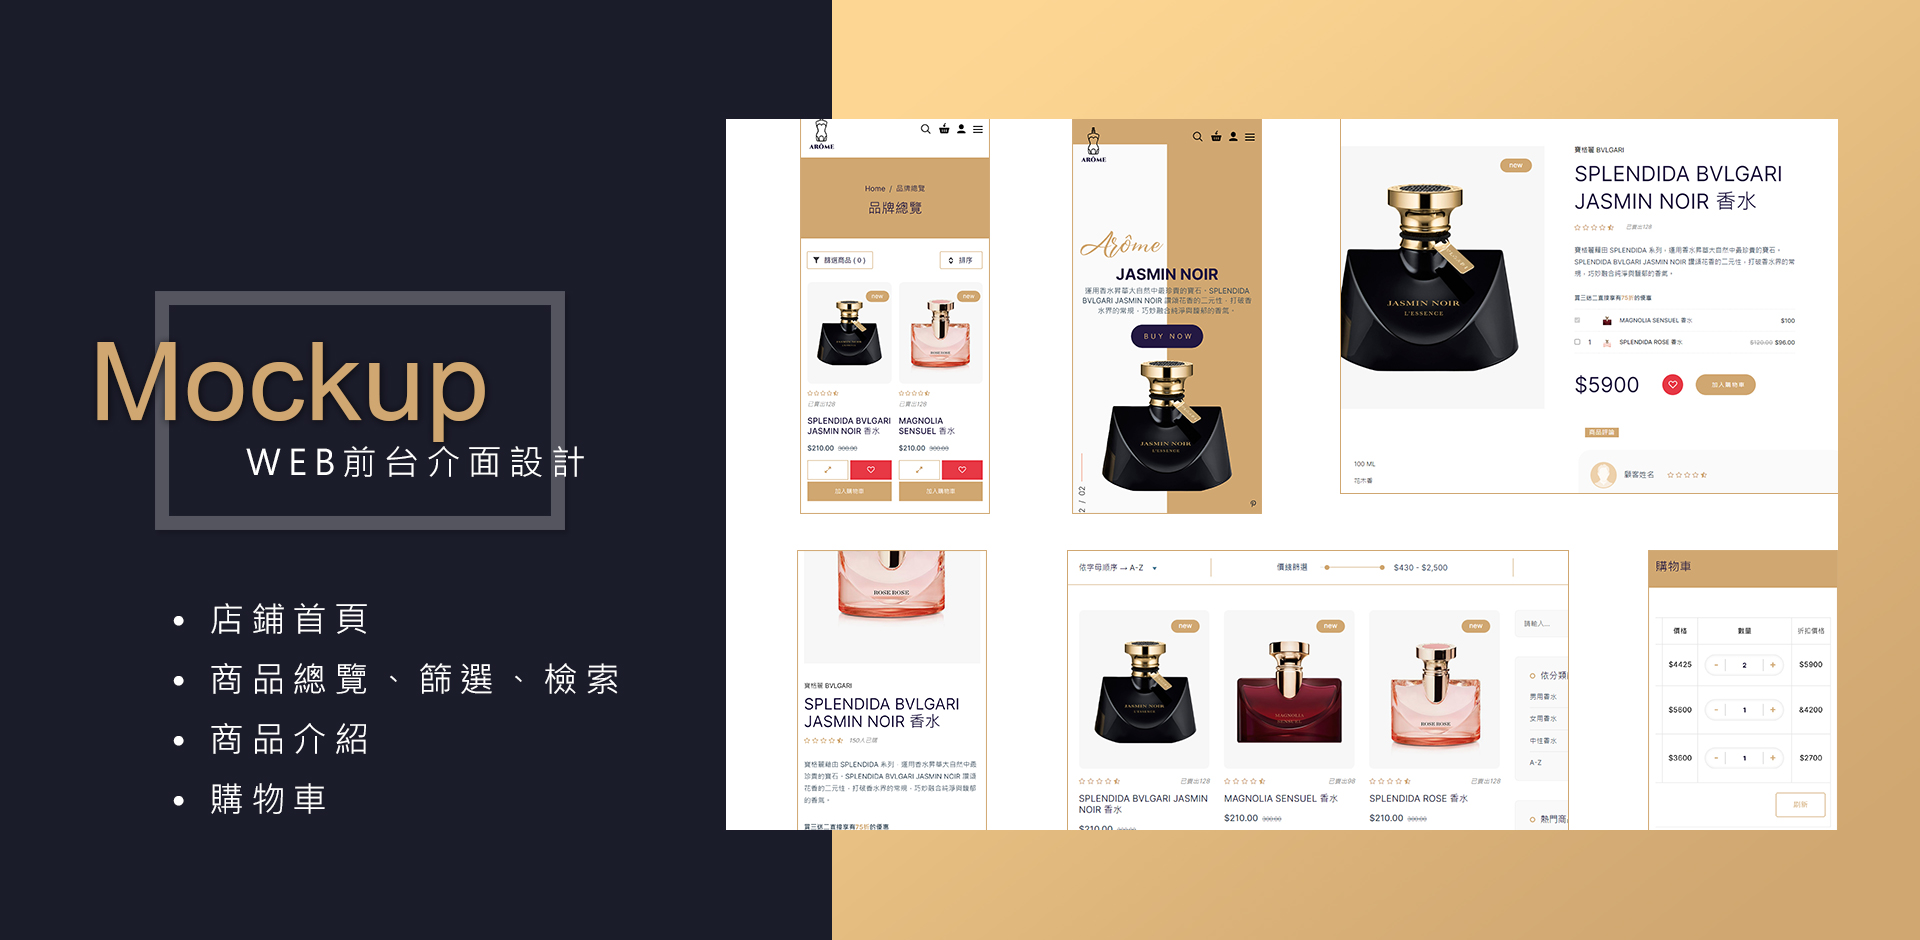 Mockup
WEB前台介面設計
店鋪首頁
商品總覽、篩選、檢索
商品介紹
購物車
ARÔME
Home / 品牌總覽
品牌總覽
篩選商品 ( 0 )
排序
new
new
JASMIN NOIR
ROSE ROSE
已賣出128
已賣出128
SPLENDIDA BVLGARI
JASMIN NOIR 香水
MAGNOLIA
SENSUEL 香水
$210.00 300.00
$210.00 300.00
加入購物車
加入購物車
ARÔME
Arôme
JASMIN NOIR
運用香水昇華大自然中最珍貴的寶石。SPLENDIDA
BVLGARI JASMIN NOIR 讚頌花香的二元性，打破香
水界的常規，巧妙融合純淨與馥郁的香氣。
BUY NOW
JASMIN NOIR
L'ESSENCE
2 / 02
new
JASMIN NOIR
L'ESSENCE
100 ML
花木香
寶格麗 BVLGARI
SPLENDIDA BVLGARI
JASMIN NOIR 香水
已賣出128
寶格麗藉由 SPLENDIDA 系列，運用香水昇華大自然中最珍貴的寶石。
SPLENDIDA BVLGARI JASMIN NOIR 讚頌花香的二元性，打破香水界的常
規，巧妙融合純淨與馥郁的香氣。
買三送二直接享有75折的優惠
MAGNOLIA SENSUEL 香水 $100
1 SPLENDIDA ROSE 香水 $120.00 $96.00
$5900
加入購物車
商品評論
顧客姓名
ROSE ROSE
寶格麗 BVLGARI
SPLENDIDA BVLGARI
JASMIN NOIR 香水
150人已購
寶格麗藉由 SPLENDIDA 系列，運用香水昇華大自然中最
珍貴的寶石。SPLENDIDA BVLGARI JASMIN NOIR 讚頌
花香的二元性，打破香水界的常規，巧妙融合純淨與馥郁
的香氣。
買三送二直接享有75折的優惠
依字母順序 → A-Z
價錢篩選
$430 - $2,500
new
new
new
JASMIN NOIR
L'ESSENCE
MAGNOLIA
SENSUEL
ROSE ROSE
已賣出128
已賣出98
已賣出128
SPLENDIDA BVLGARI JASMIN
NOIR 香水
MAGNOLIA SENSUEL 香水
SPLENDIDA ROSE 香水
$210.00 300.00
$210.00 300.00
$210.00 300.00
請輸入...
依分類
男用香水
女用香水
中性香水
A-Z
熱門商
購物車
價格 數量 折扣價格
$4425 - 2 + $5900
$5600 - 1 + &4200
$3600 - 1 + $2700
刷新